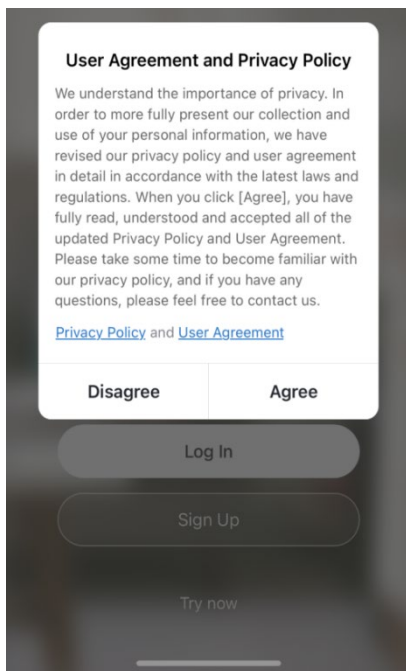 User Agreement and Privacy Policy
We understand the importance of privacy. In
order to more fully present our collection and
use of your personal information, we have
revised our privacy policy and user agreement
in detail in accordance with the latest laws and
regulations. When you click [Agree], you have
fully read, understood and accepted all of the
updated Privacy Policy and User Agreement.
Please take some time to become familiar with
our privacy policy, and if you have any
questions, please feel free to contact us.
Privacy Policy and User Agreement
Disagree Agree
Log In
Sign Up
Try now